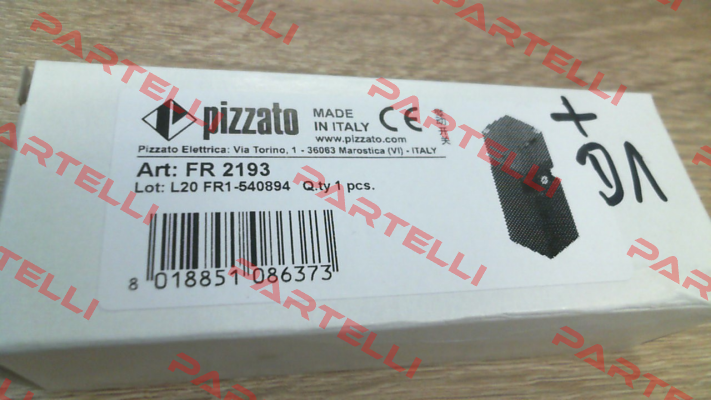 pizzato
MADE
IN ITALY
CE
www.pizzato.com
Pizzato Elettrica: Via Torino, 1 - 36063 Marostica (VI) - ITALY
Art: FR 2193
Lot: L20 FR1-540894 Q.ty 1 pcs.
8 018851 086373
+
D1
PARTELLI
PARTELLI
PARTELLI
PARTELLI
PARTELLI
PARTELLI
PARTELLI